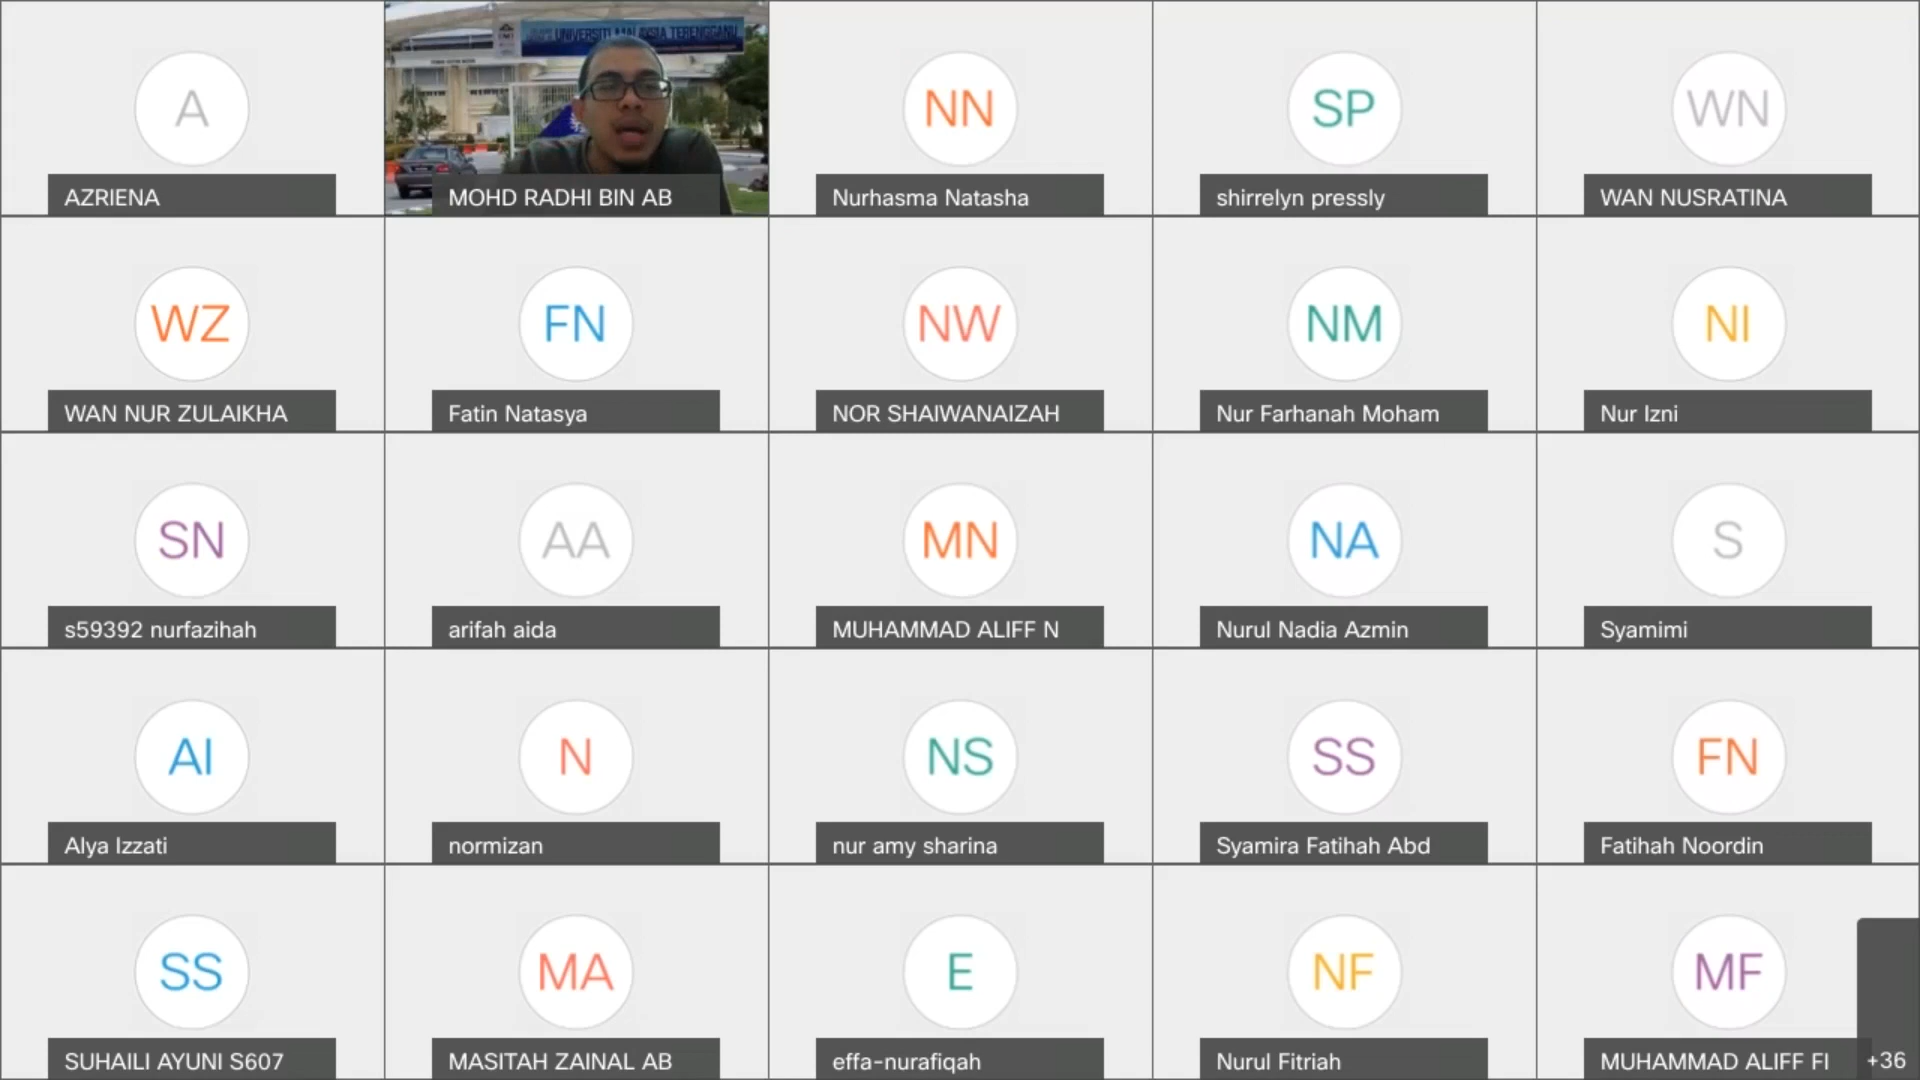 UNIVERSITI MALAYSIA TERENGGANU
A
AZRIENA
MOHD RADHI BIN AB
NN
Nurhasma Natasha
SP
shirrelyn pressly
WN
WAN NUSRATINA
WZ
WAN NUR ZULAIKHA
FN
Fatin Natasya
NW
NOR SHAIWANAIZAH
NM
Nur Farhanah Moham
NI
Nur Izni
SN
s59392 nurfazihah
AA
arifah aida
MN
MUHAMMAD ALIFF N
NA
Nurul Nadia Azmin
S
Syamimi
AI
Alya Izzati
N
normizan
NS
nur amy sharina
SS
Syamira Fatihah Abd
FN
Fatihah Noordin
SS
SUHAILI AYUNI S607
MA
MASITAH ZAINAL AB
E
effa-nurafiqah
NF
Nurul Fitriah
MF
MUHAMMAD ALIFF FI
+36